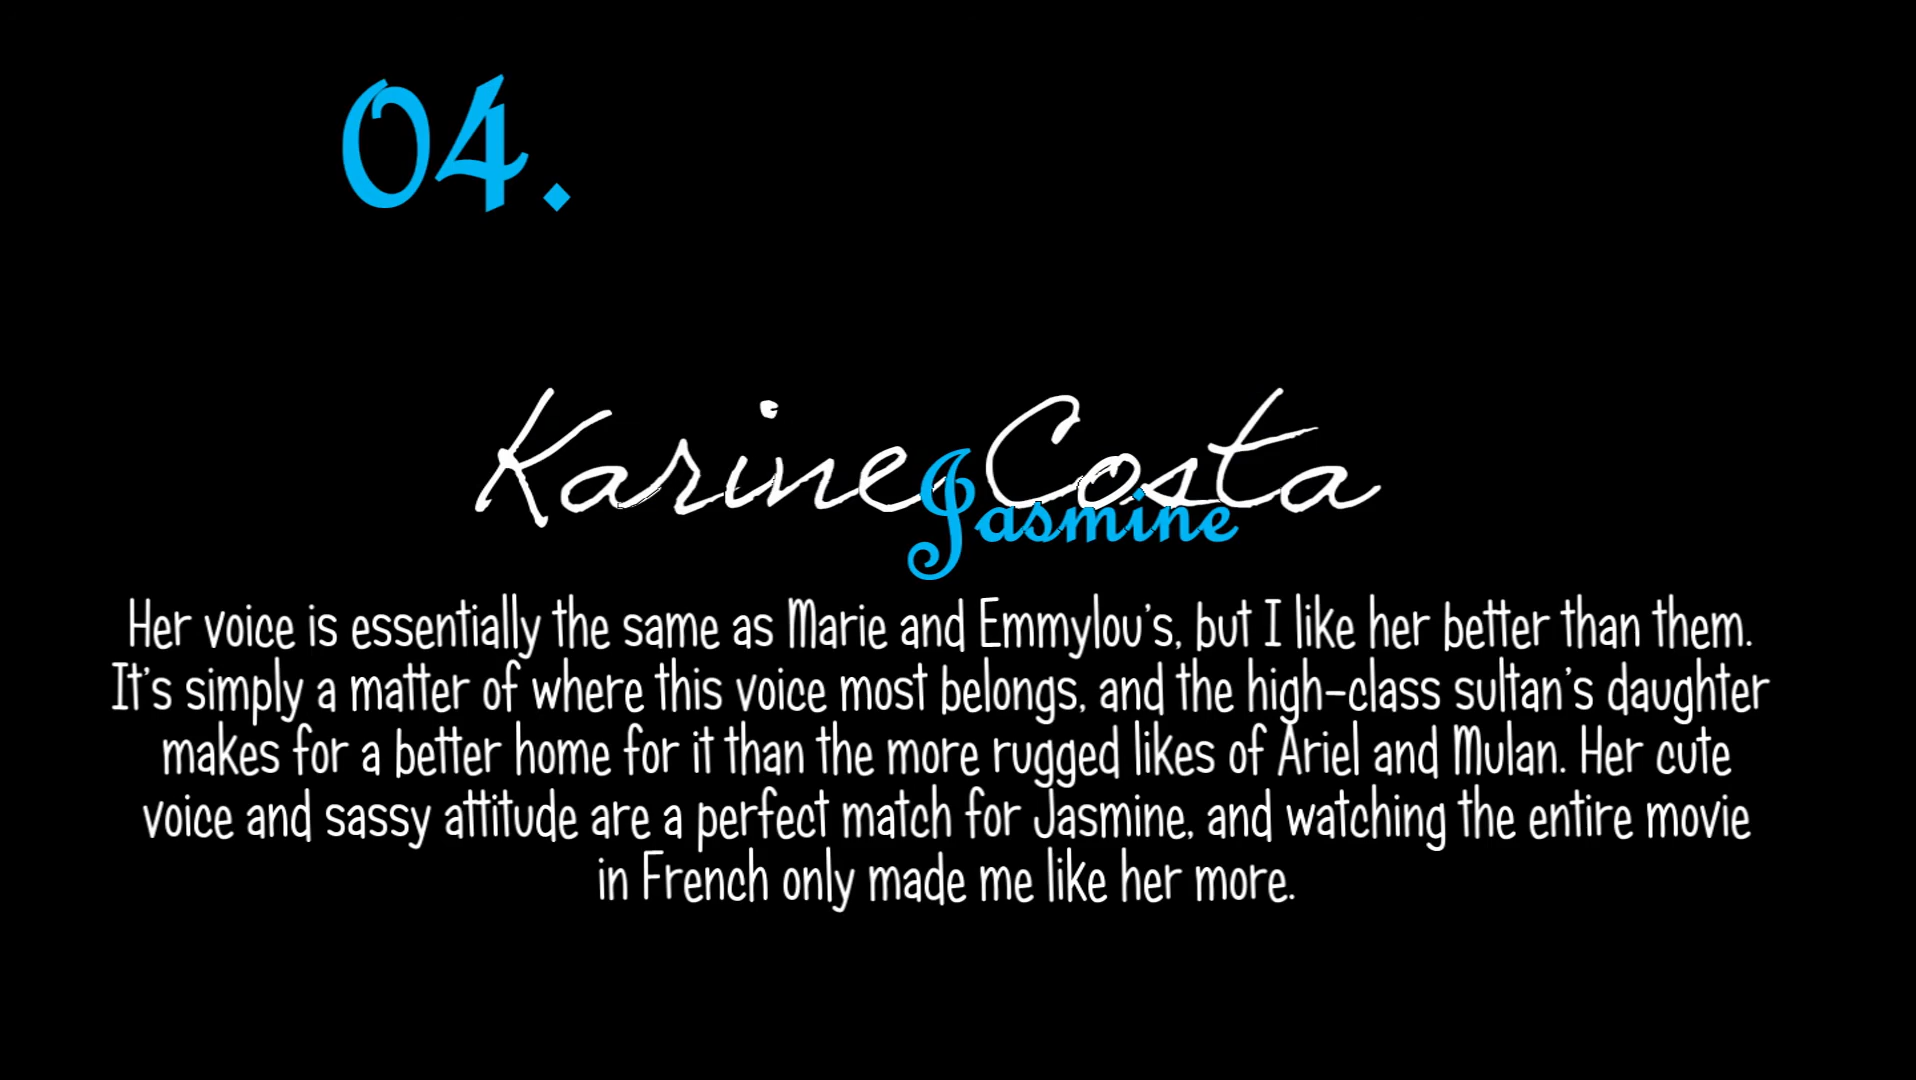 04.
Karine Costa
Jasmine
Her voice is essentially the same as Marie and Emmylou's, but I like her better than them.
It's simply a matter of where this voice most belongs, and the high-class sultan's daughter
makes for a better home for it than the more rugged likes of Ariel and Mulan. Her cute
voice and sassy attitude are a perfect match for Jasmine, and watching the entire movie
in French only made me like her more.